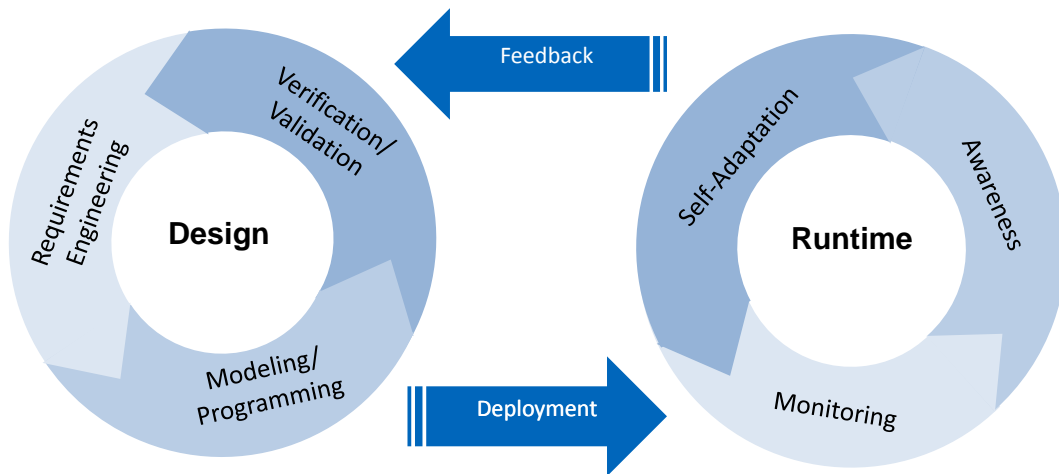 Requirements
Engineering
Verification/
Validation
Modeling/
Programming
Design
Feedback
Deployment
Self-Adaptation
Awareness
Monitoring
Runtime